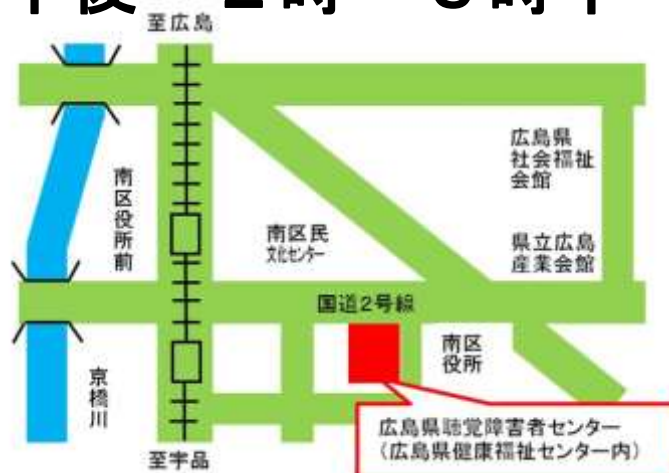 至広島
広島県
社会福祉
会館
南区役所前
南区民
文化センター
県立広島
産業会館
国道2号線
南区
役所
京橋川
広島県聴覚障害者センター
（広島県健康福祉センター内）
至宇品